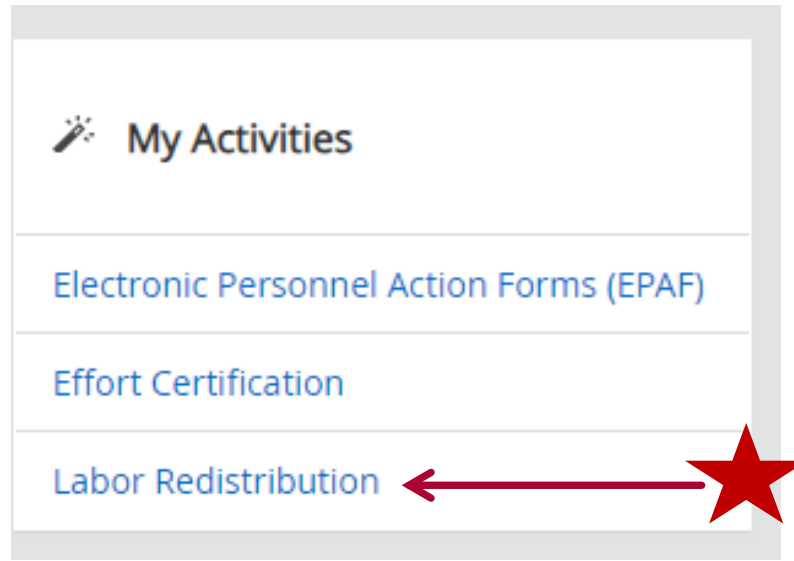 My Activities
Electronic Personnel Action Forms (EPAF)
Effort Certification
Labor Redistribution